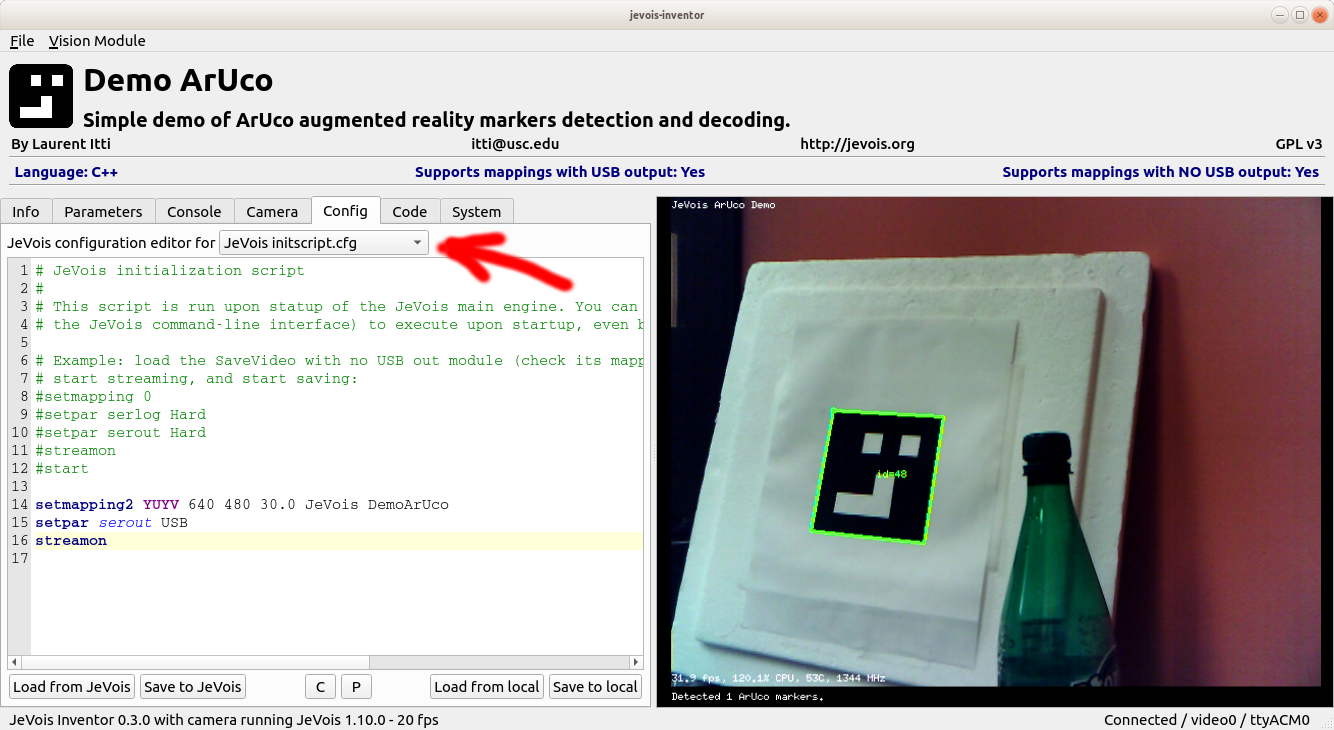 jevois-inventor
File Vision Module
Demo ArUco
Simple demo of ArUco augmented reality markers detection and decoding.
By Laurent Itti itti@usc.edu http://jevois.org GPL v3
Language: C++ Supports mappings with USB output: Yes Supports mappings with NO USB output: Yes
Info Parameters Console Camera Config Code System
JeVois configuration editor for JeVois initscript.cfg
1 # JeVois initialization script
2 #
3 # This script is run upon statup of the JeVois main engine. You can
4 # the JeVois command-line interface) to execute upon startup, even b
5
6 # Example: load the SaveVideo with no USB out module (check its mapp
7 # start streaming, and start saving:
8 #setmapping 0
9 #setpar serlog Hard
10 #setpar serout Hard
11 #streamon
12 #start
13
14 setmapping2 YUYV 640 480 30.0 JeVois DemoArUco
15 setpar serout USB
16 streamon
17
Load from JeVois Save to JeVois C P Load from local Save to local
JeVois ArUco Demo
id=48
31.9 fps, 120.1% CPU, 53C, 1344 MHz
Detected 1 ArUco markers.
JeVois Inventor 0.3.0 with camera running JeVois 1.10.0 - 20 fps Connected / video0 / ttyACM0